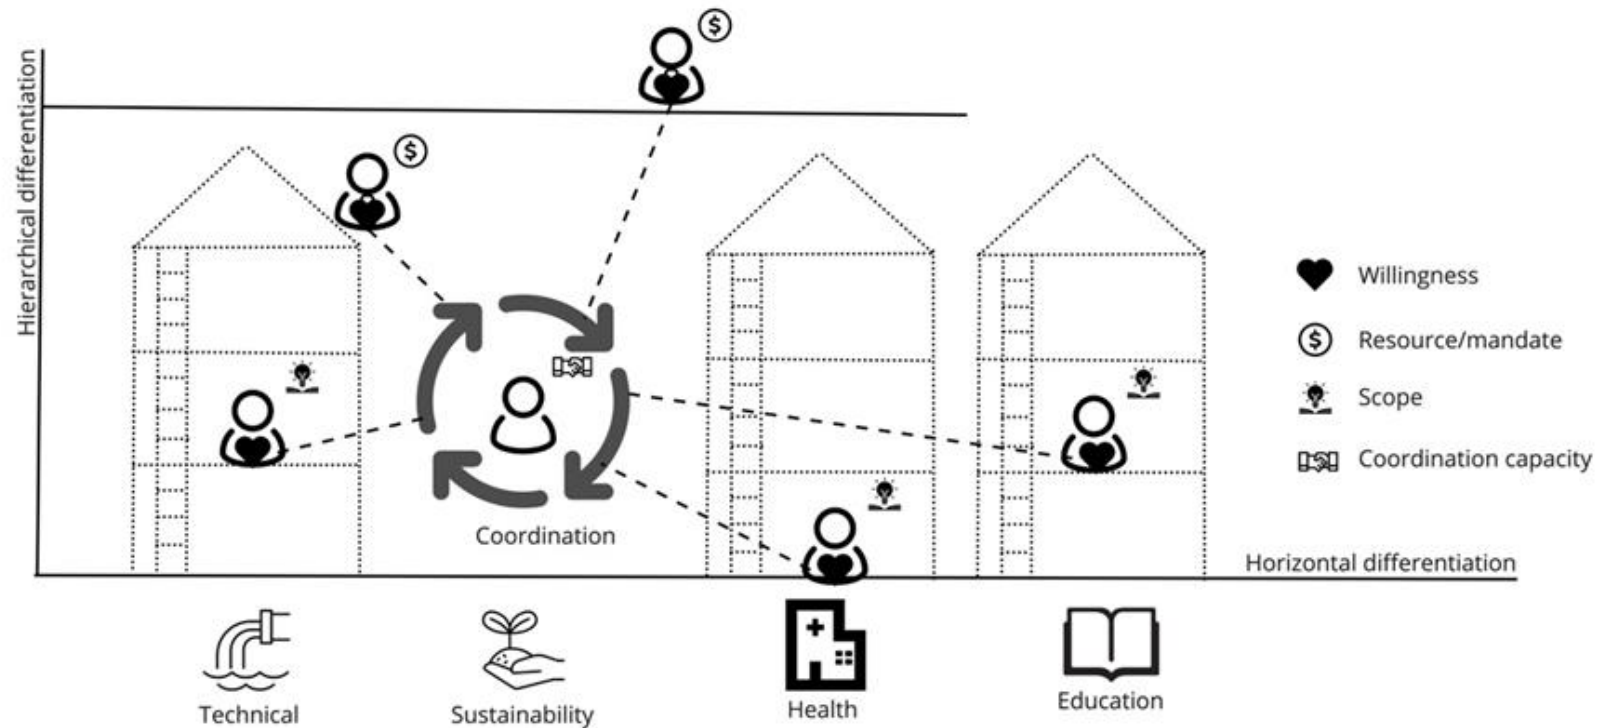 Hierarchical differentiation
$
$
Willingness
$ Resource/mandate
Scope
Coordination capacity
Coordination
Horizontal differentiation
Technical
Sustainability
Health
Education